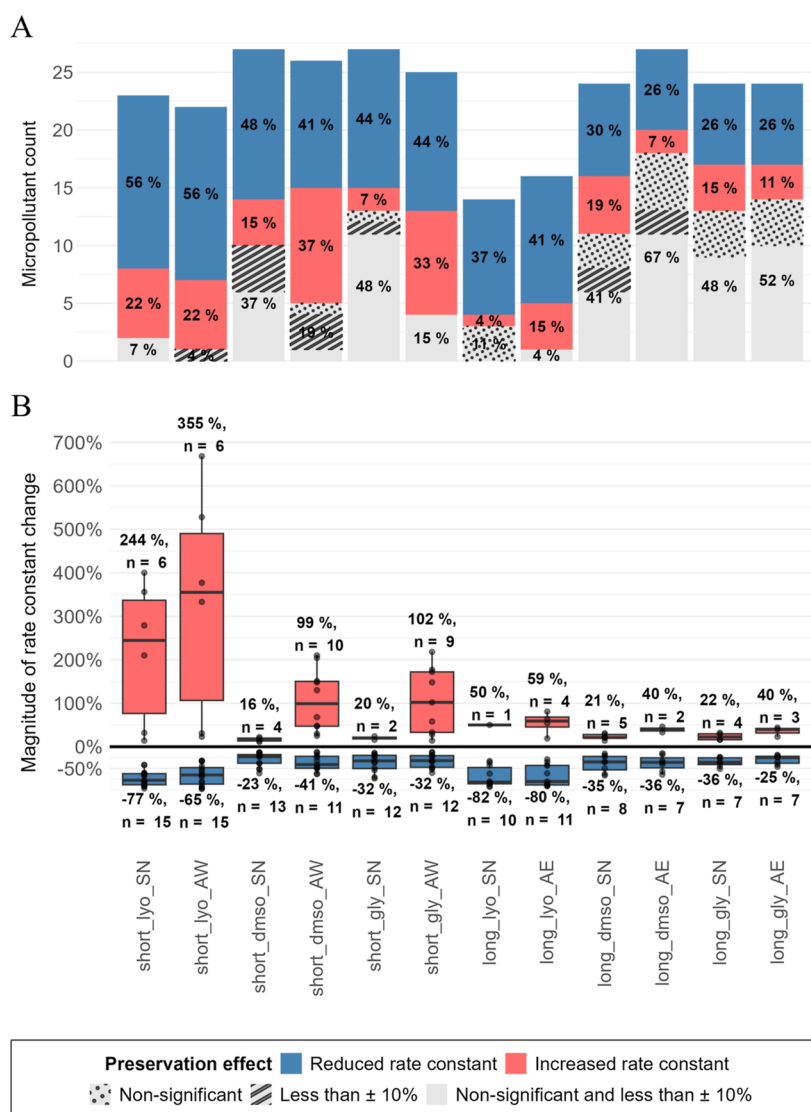 A
Micropollutant count
25
20
15
10
5
0
56 %
22 %
7 %
56 %
22 %
4 %
48 %
15 %
37 %
41 %
37 %
19 %
44 %
7 %
48 %
44 %
33 %
15 %
37 %
4 %
11 %
41 %
15 %
4 %
30 %
19 %
41 %
26 %
7 %
67 %
26 %
15 %
48 %
26 %
11 %
52 %
B
Magnitude of rate constant change
700%
600%
500%
400%
300%
200%
100%
0%
-50%
244 %,
n = 6
355 %,
n = 6
16 %,
n = 4
99 %,
n = 10
20 %,
n = 2
102 %,
n = 9
50 %,
n = 1
59 %,
n = 4
21 %,
n = 5
40 %,
n = 2
22 %,
n = 4
40 %,
n = 3
-77 %,
n = 15
-65 %,
n = 15
-23 %,
n = 13
-41 %,
n = 11
-32 %,
n = 12
-32 %,
n = 12
-82 %,
n = 10
-80 %,
n = 11
-35 %,
n = 8
-36 %,
n = 7
-36 %,
n = 7
-25 %,
n = 7
short_lyo_SN
short_lyo_AW
short_dmso_SN
short_dmso_AW
short_gly_SN
short_gly_AW
long_lyo_SN
long_lyo_AE
long_dmso_SN
long_dmso_AE
long_gly_SN
long_gly_AE
Preservation effect Reduced rate constant Increased rate constant
Non-significant Less than ± 10% Non-significant and less than ± 10%